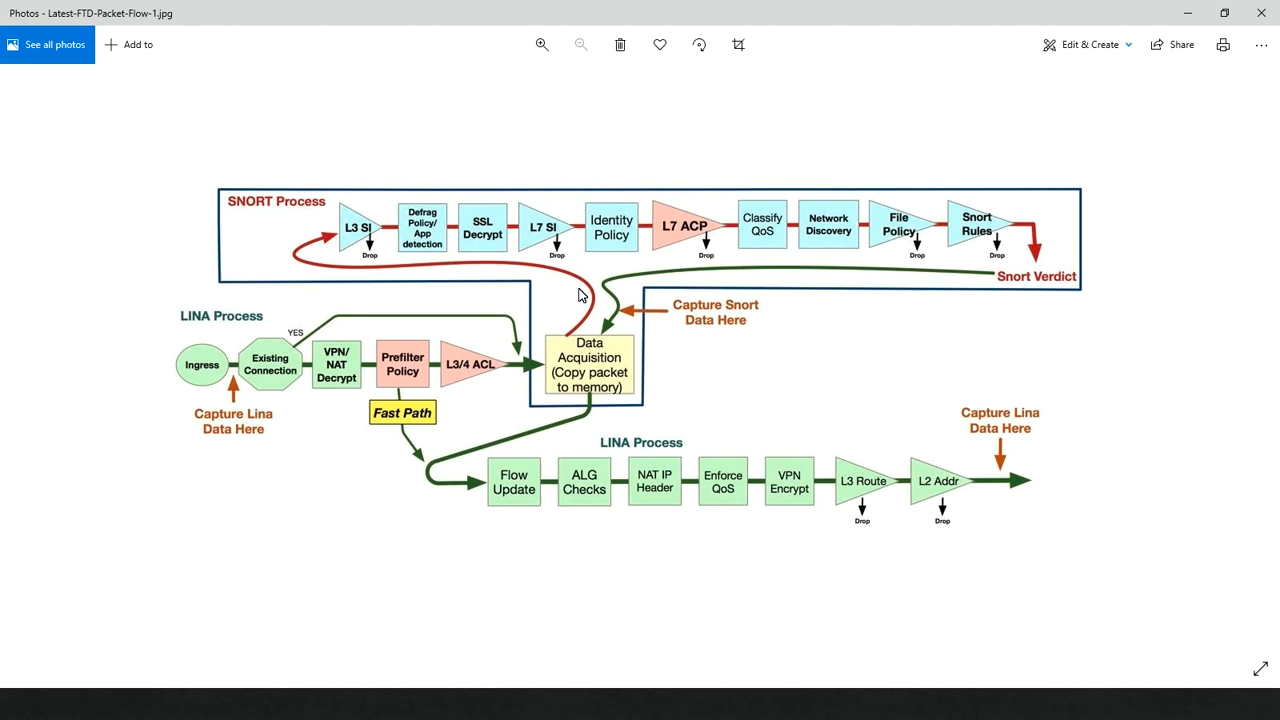 Photos - Latest-FTD-Packet-Flow-1.jpg
See all photos
Add to
Edit & Create
Share
SNORT Process
L3 SI
Drop
Defrag
Policy/
App
detection
SSL
Decrypt
L7 SI
Drop
Identity
Policy
L7 ACP
Drop
Classify
QoS
Network
Discovery
File
Policy
Drop
Snort
Rules
Drop
Snort Verdict
Capture Snort
Data Here
LINA Process
YES
Ingress
Existing
Connection
VPN/
NAT
Decrypt
Prefilter
Policy
L3/4 ACL
Data
Acquisition
(Copy packet
to memory)
Capture Lina
Data Here
Fast Path
LINA Process
Capture Lina
Data Here
Flow
Update
ALG
Checks
NAT IP
Header
Enforce
QoS
VPN
Encrypt
L3 Route
Drop
L2 Addr
Drop